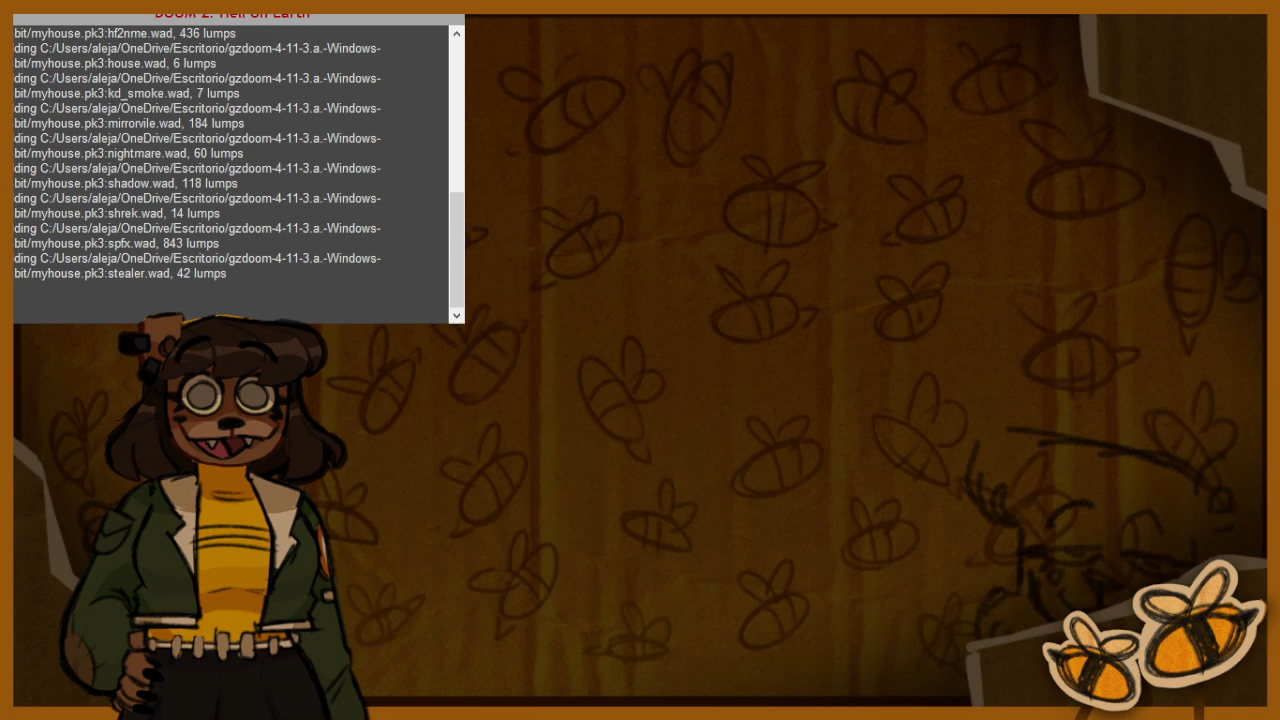 DOOM 2: Hell on Earth
bit/myhouse.pk3:hf2nme.wad, 436 lumps
ding C:/Users/aleja/OneDrive/Escritorio/gzdoom-4-11-3.a.-Windows-
bit/myhouse.pk3:house.wad, 6 lumps
ding C:/Users/aleja/OneDrive/Escritorio/gzdoom-4-11-3.a.-Windows-
bit/myhouse.pk3:kd_smoke.wad, 7 lumps
ding C:/Users/aleja/OneDrive/Escritorio/gzdoom-4-11-3.a.-Windows-
bit/myhouse.pk3:mirrorvile.wad, 184 lumps
ding C:/Users/aleja/OneDrive/Escritorio/gzdoom-4-11-3.a.-Windows-
bit/myhouse.pk3:nightmare.wad, 60 lumps
ding C:/Users/aleja/OneDrive/Escritorio/gzdoom-4-11-3.a.-Windows-
bit/myhouse.pk3:shadow.wad, 118 lumps
ding C:/Users/aleja/OneDrive/Escritorio/gzdoom-4-11-3.a.-Windows-
bit/myhouse.pk3:shrek.wad, 14 lumps
ding C:/Users/aleja/OneDrive/Escritorio/gzdoom-4-11-3.a.-Windows-
bit/myhouse.pk3:spfx.wad, 843 lumps
ding C:/Users/aleja/OneDrive/Escritorio/gzdoom-4-11-3.a.-Windows-
bit/myhouse.pk3:stealer.wad, 42 lumps